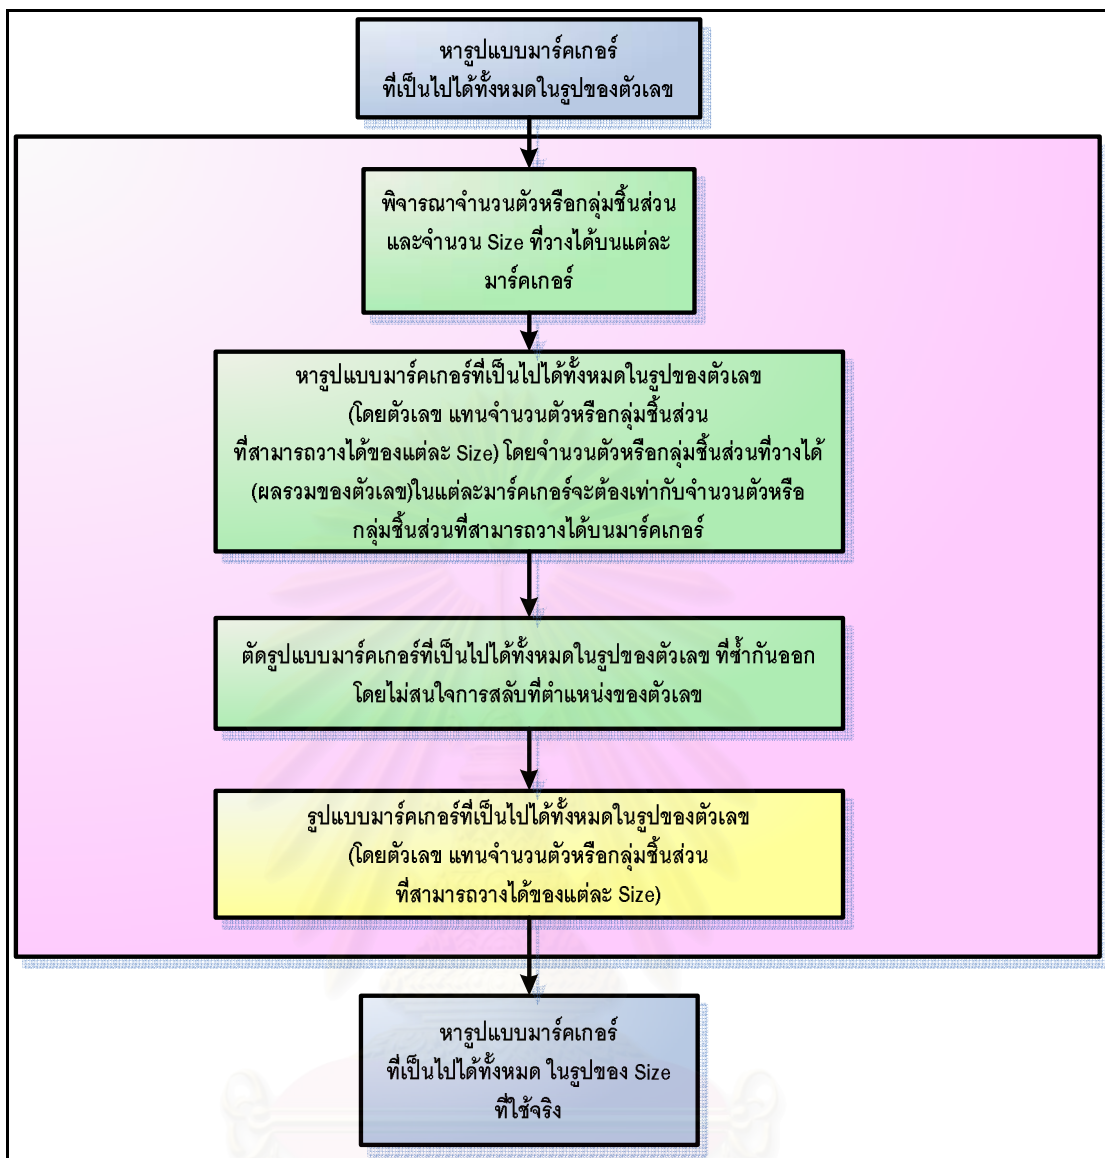 หารูปแบบมาร์คเกอร์
ที่เป็นไปได้ทั้งหมดในรูปของตัวเลข
พิจารณาจำนวนตัวหรือกลุ่มชิ้นส่วน
และจำนวน Size ที่วางได้บนแต่ละ
มาร์คเกอร์
หารูปแบบมาร์คเกอร์ที่เป็นไปได้ทั้งหมดในรูปของตัวเลข
(โดยตัวเลข แทนจำนวนตัวหรือกลุ่มชิ้นส่วน
ที่สามารถวางได้ของแต่ละ Size) โดยจำนวนตัวหรือกลุ่มชิ้นส่วนที่วางได้
(ผลรวมของตัวเลข)ในแต่ละมาร์คเกอร์จะต้องเท่ากับจำนวนตัวหรือ
กลุ่มชิ้นส่วนที่สามารถวางได้บนมาร์คเกอร์
ตัดรูปแบบมาร์คเกอร์ที่เป็นไปได้ทั้งหมดในรูปของตัวเลข ที่ซ้ำกันออก
โดยไม่สนใจการสลับที่ตำแหน่งของตัวเลข
รูปแบบมาร์คเกอร์ที่เป็นไปได้ทั้งหมดในรูปของตัวเลข
(โดยตัวเลข แทนจำนวนตัวหรือกลุ่มชิ้นส่วน
ที่สามารถวางได้ของแต่ละ Size)
หารูปแบบมาร์คเกอร์
ที่เป็นไปได้ทั้งหมด ในรูปของ Size
ที่ใช้จริง